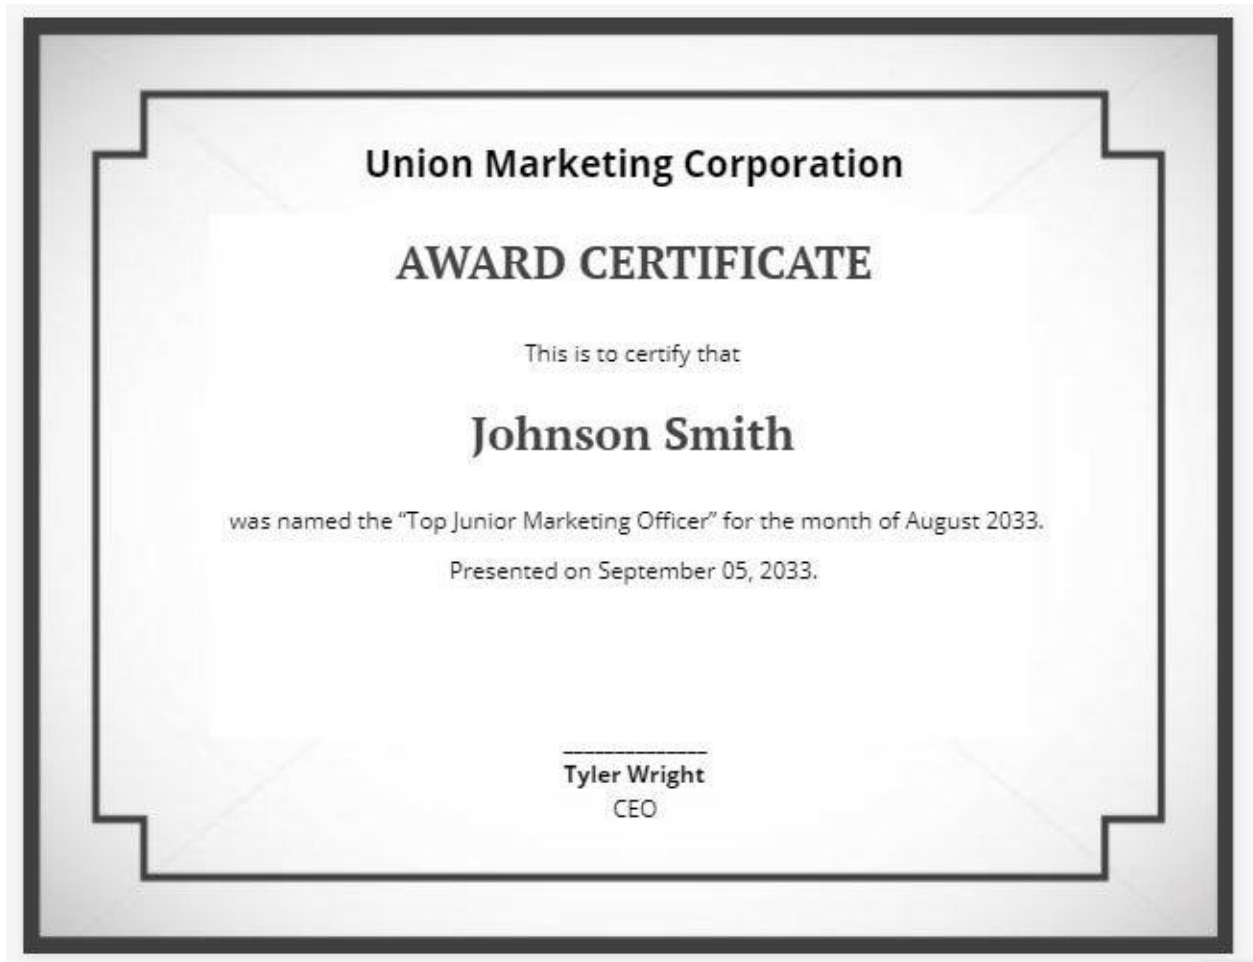 Union Marketing Corporation
AWARD CERTIFICATE
This is to certify that
Johnson Smith
was named the “Top Junior Marketing Officer” for the month of August 2033.
Presented on September 05, 2033.
Tyler Wright
CEO